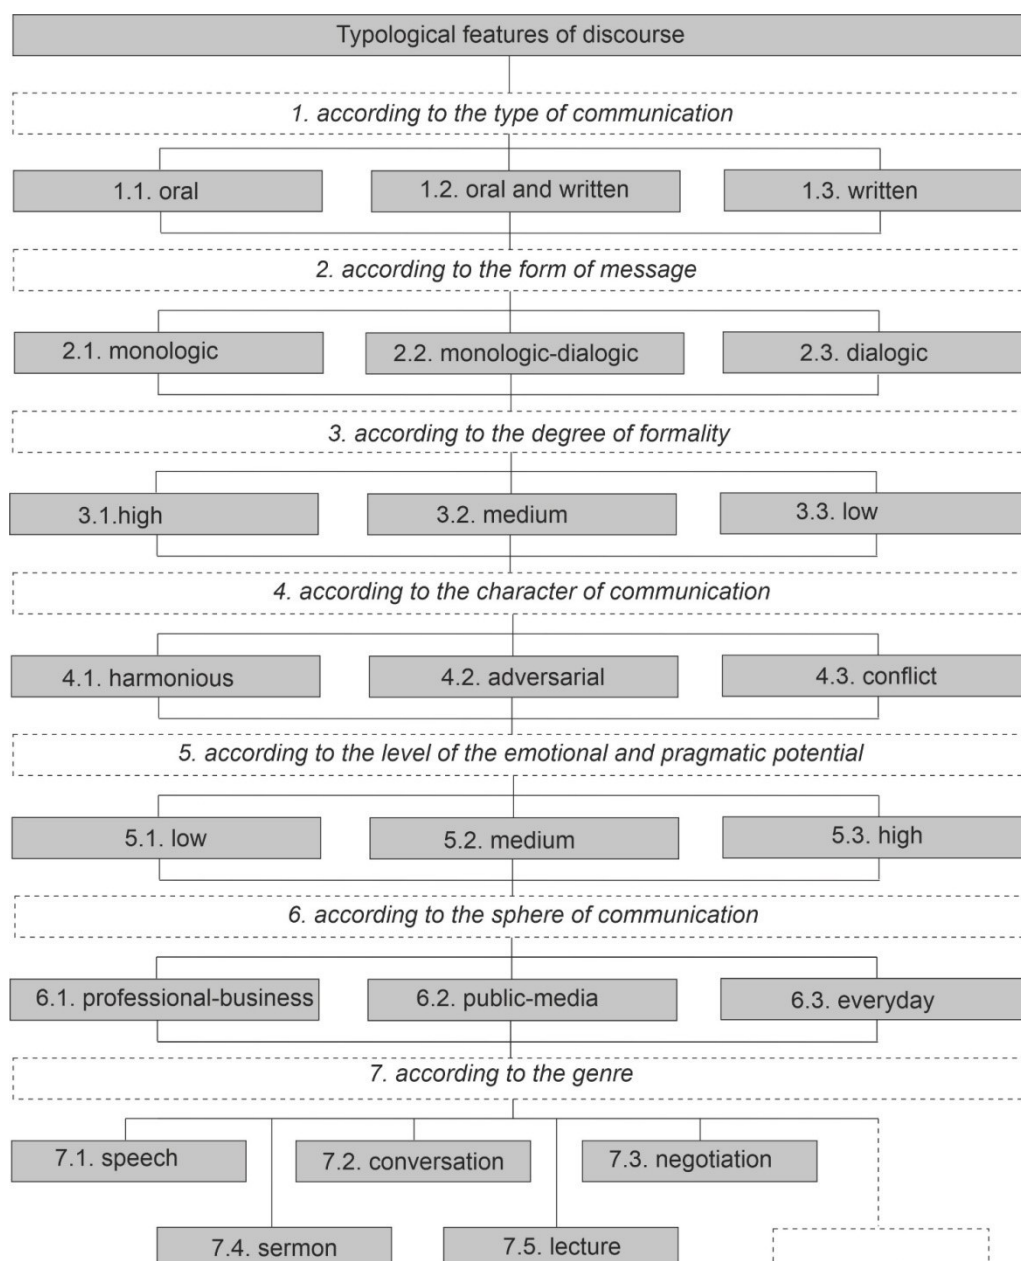 Typological features of discourse
1. according to the type of communication
1.1. oral
1.2. oral and written
1.3. written
2. according to the form of message
2.1. monologic
2.2. monologic-dialogic
2.3. dialogic
3. according to the degree of formality
3.1.high
3.2. medium
3.3. low
4. according to the character of communication
4.1. harmonious
4.2. adversarial
4.3. conflict
5. according to the level of the emotional and pragmatic potential
5.1. low
5.2. medium
5.3. high
6. according to the sphere of communication
6.1. professional-business
6.2. public-media
6.3. everyday
7. according to the genre
7.1. speech
7.2. conversation
7.3. negotiation
7.4. sermon
7.5. lecture